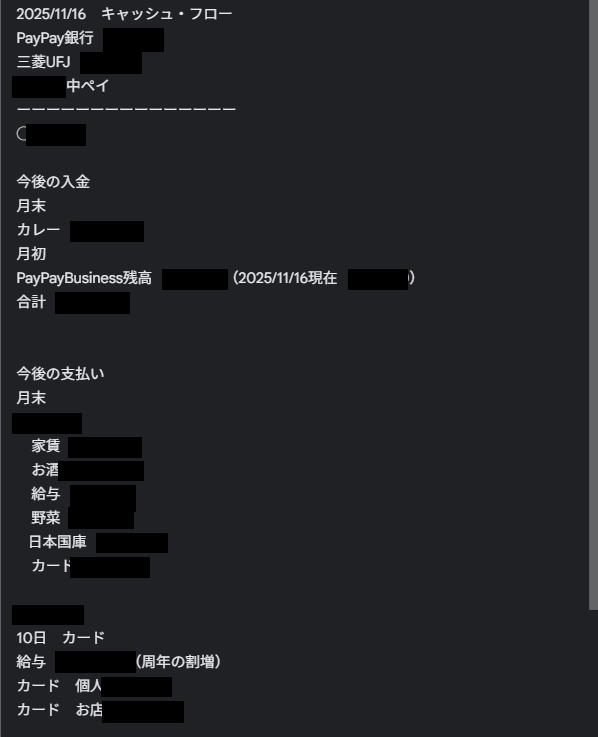 2025/11/16 キャッシュ・フロー
PayPay銀行
三菱UFJ
中ペイ
ーーーーーーーーーーーーーーー
今後の入金
月末
カレー
月初
PayPayBusiness残高 (2025/11/16現在 )
合計
今後の支払い
月末
家賃
お酒
給与
野菜
日本国庫
カード
10日 カード
給与 (周年の割増)
カード 個人
カード お店